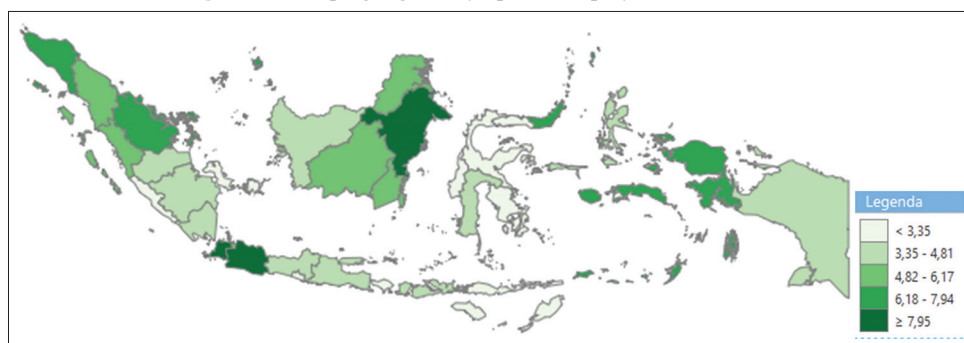 Legenda
< 3,35
3,35 - 4,81
4,82 - 6,17
6,18 - 7,94
≥ 7,95